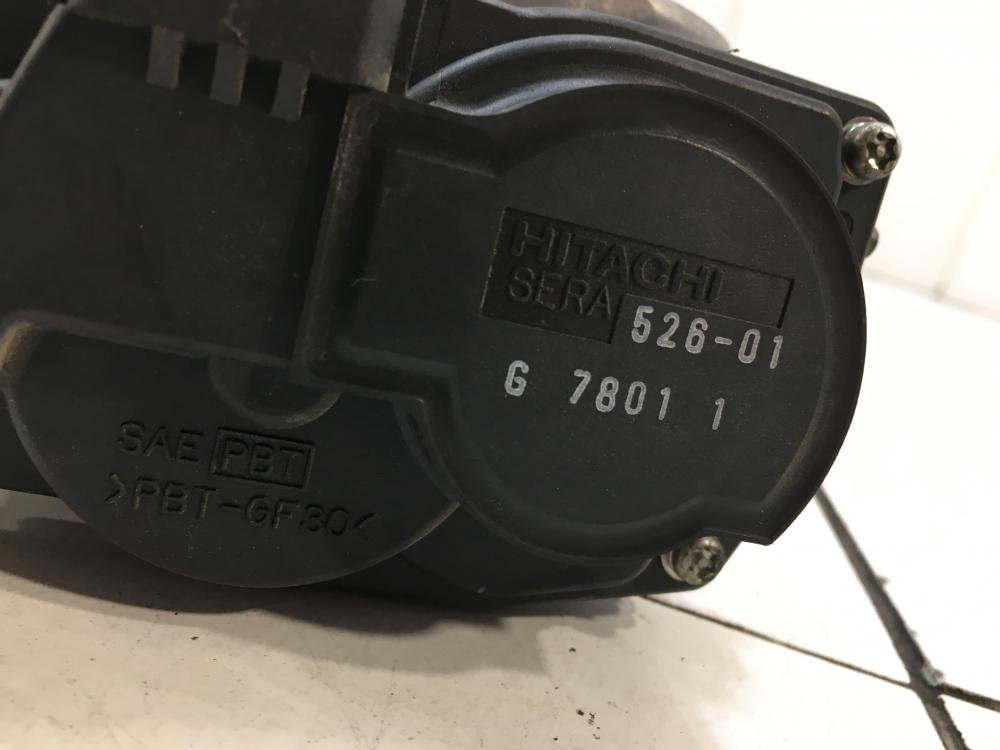 HITACHI
SERA 526-01
G 7801 1
SAE PBT
>PBT-GF30<